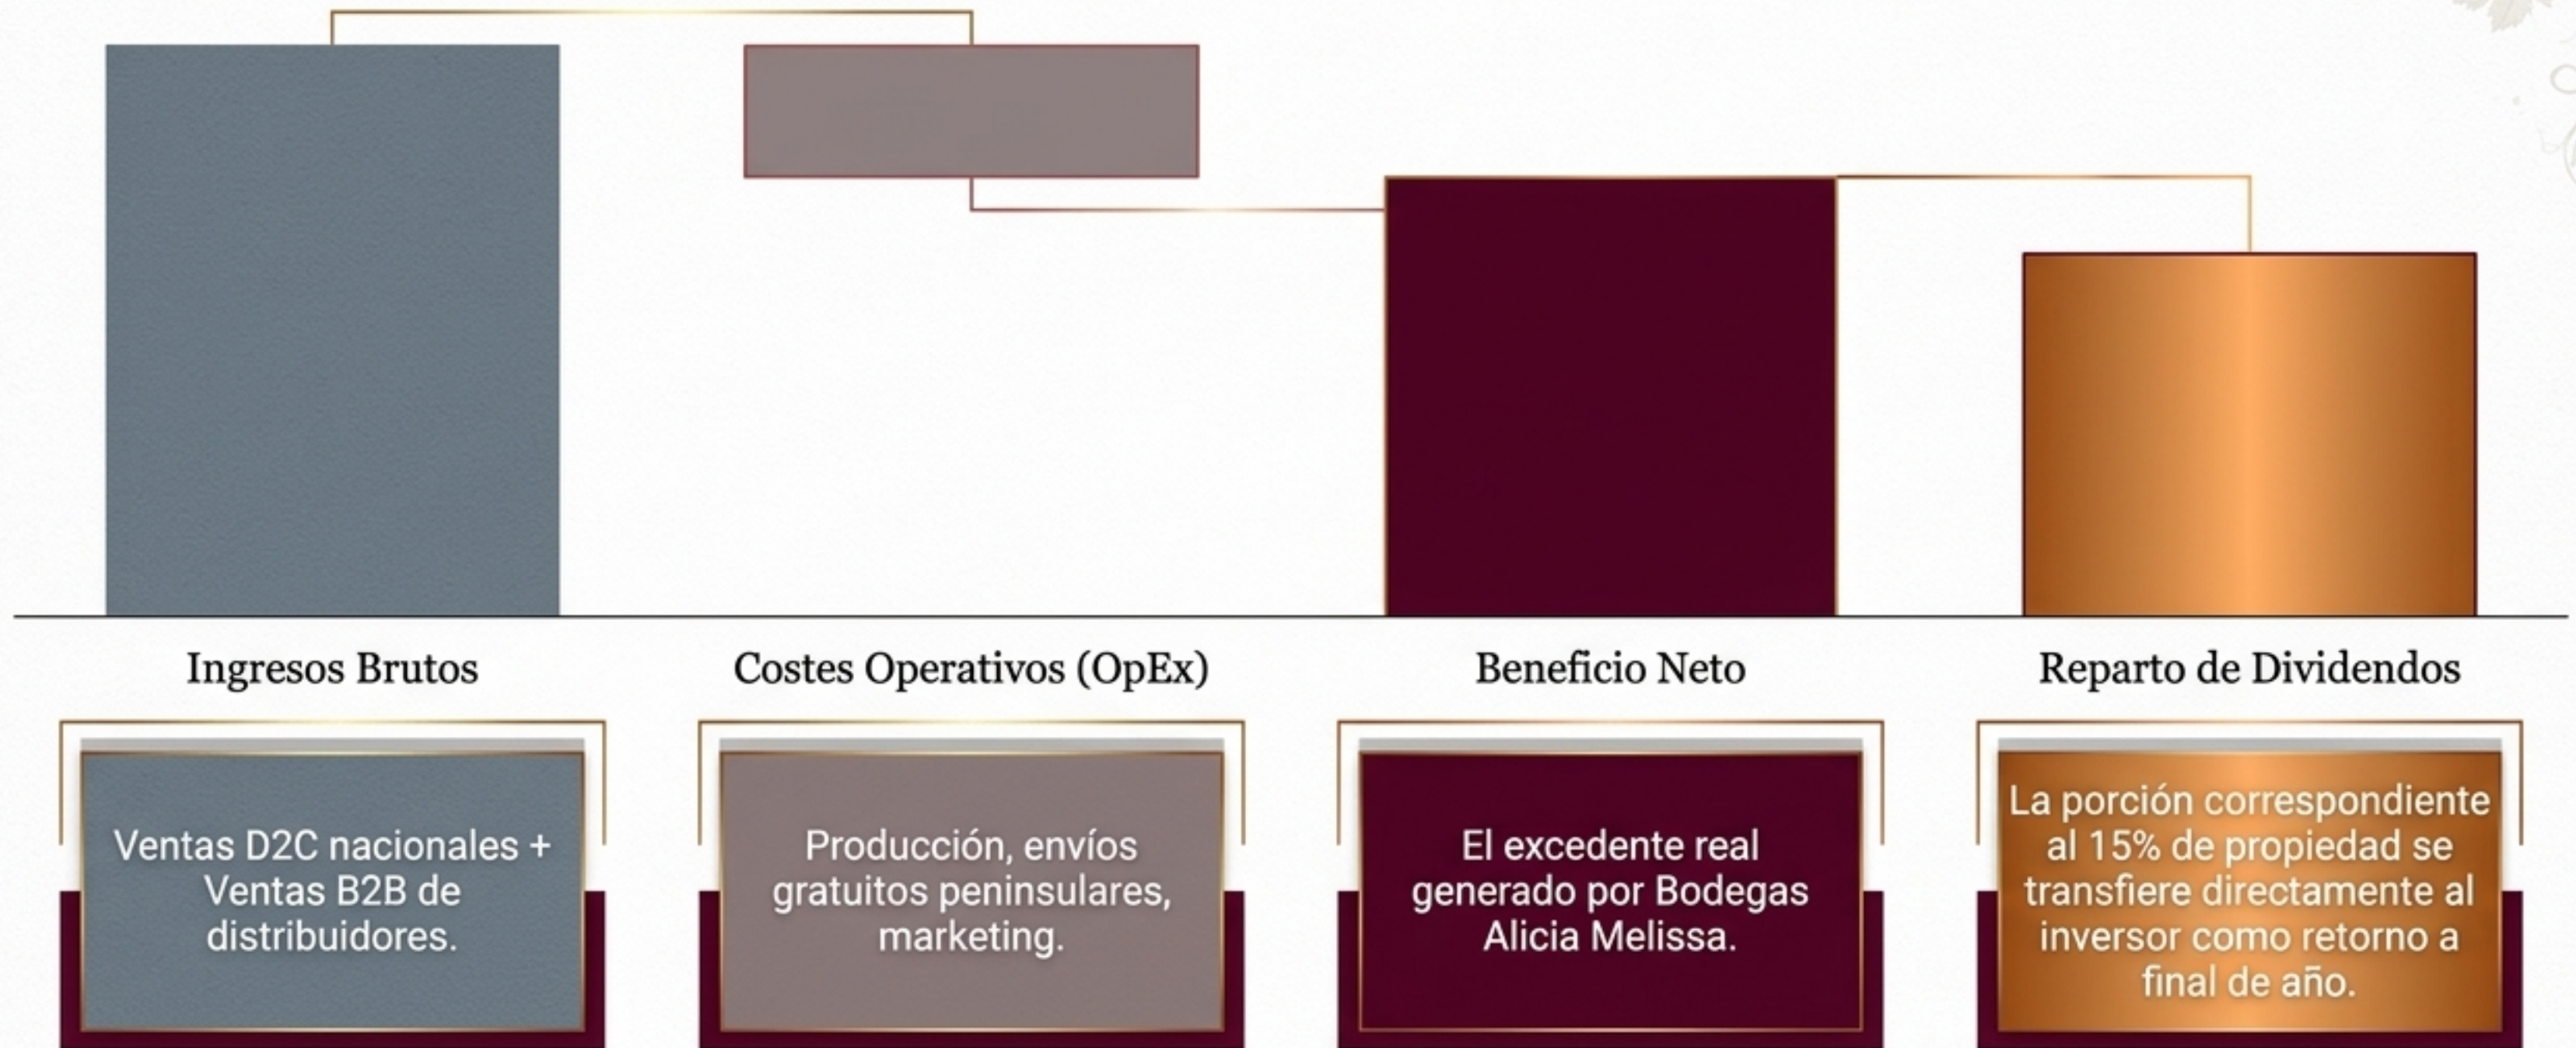 Ingresos Brutos
Costes Operativos (OpEx)
Beneficio Neto
Reparto de Dividendos
Ventas D2C nacionales +
Ventas B2B de
distribuidores.
Producción, envíos
gratuitos peninsulares,
marketing.
El excedente real
generado por Bodegas
Alicia Melissa.
La porción correspondiente
al 15% de propiedad se
transfiere directamente al
inversor como retorno a
final de año.